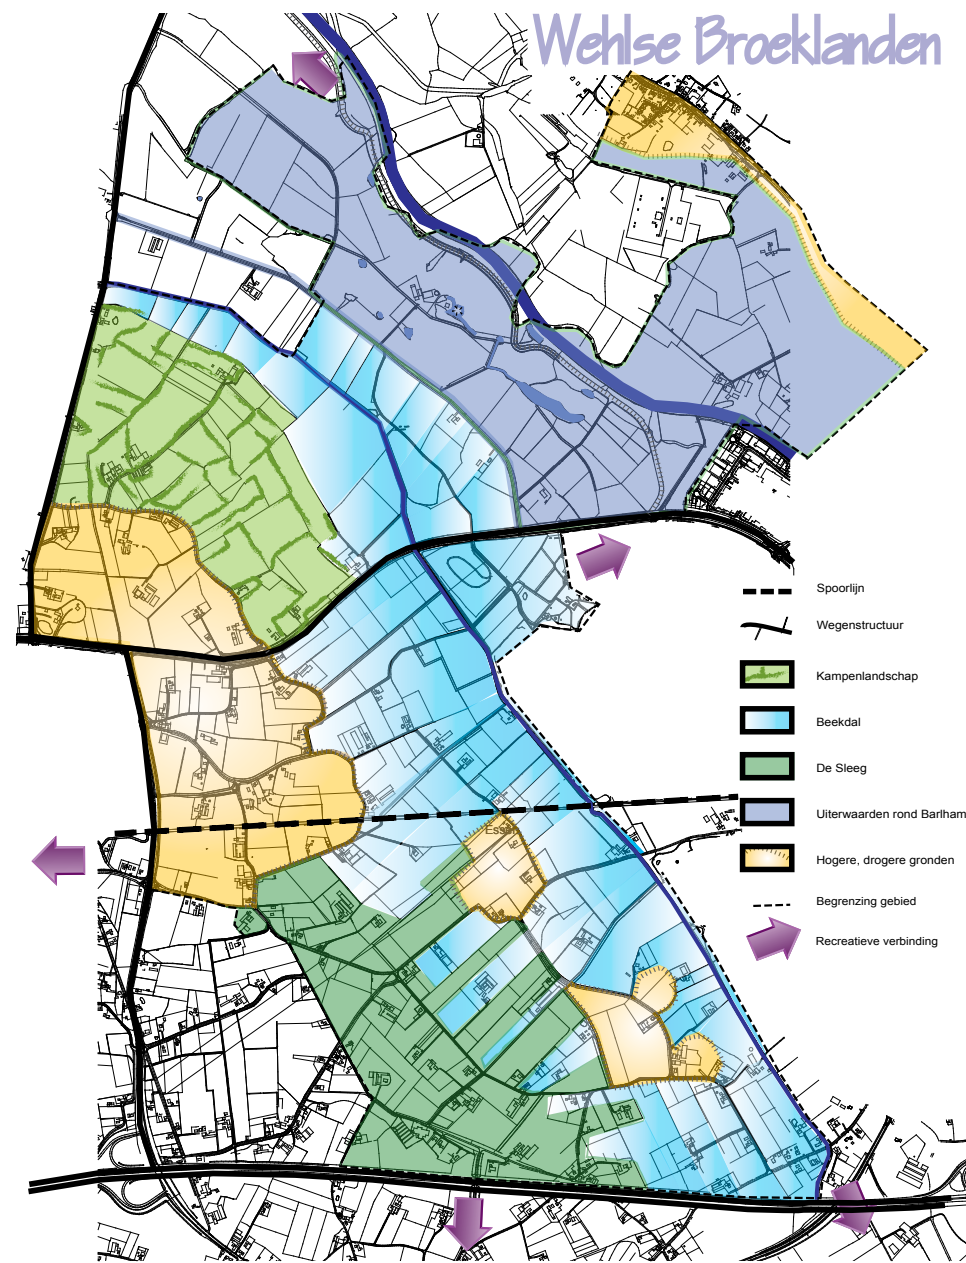 Wehlse Broeklanden
Spoorlijn
Wegenstructuur
Kampenlandschap
Beekdal
De Sleeg
Uiterwaarden rond Barlham
Hogere, drogere gronden
Begrenzing gebied
Recreatieve verbinding